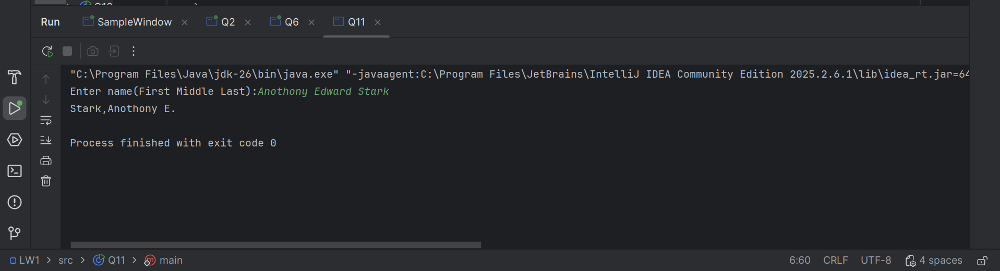 Run SampleWindow Q2 Q6 Q11
"C:\Program Files\Java\jdk-26\bin\java.exe" "-javaagent:C:\Program Files\JetBrains\IntelliJ IDEA Community Edition 2025.2.6.1\lib\idea_rt.jar=64
Enter name(First Middle Last):Anothony Edward Stark
Stark,Anothony E.
Process finished with exit code 0
LW1 > src > Q11 > main 6:60 CRLF UTF-8 4 spaces